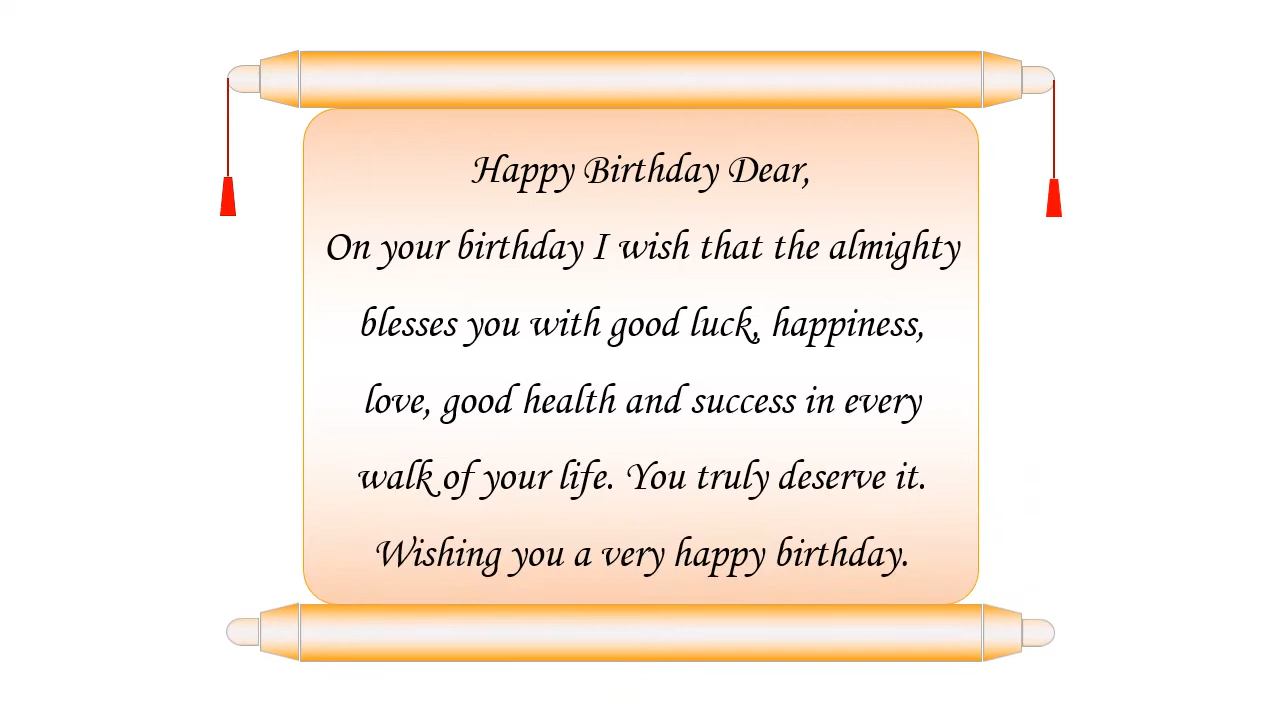 Happy Birthday Dear,
On your birthday I wish that the almighty
blesses you with good luck, happiness,
love, good health and success in every
walk of your life. You truly deserve it.
Wishing you a very happy birthday.